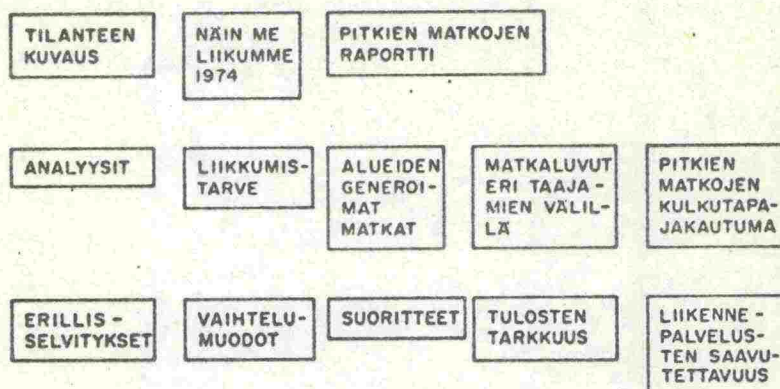 TILANTEEN
KUVAUS
NÄIN ME
LIIKUMME
1974
PITKIEN MATKOJEN
RAPORTTI
ANALYYSIT
LIIKKUMIS-
TARVE
ALUEIDEN
GENEROI-
MAT
MATKAT
MATKALUVUT
ERI TAAJA-
MIEN VÄLIL-
LÄ
PITKIEN
MATKOJEN
KULKUTAPA-
JAKAUTUMA
ERILLIS-
SELVITYKSET
VAIHTELU-
MUODOT
SUORITTEET
TULOSTEN
TARKKUUS
LIIKENNE-
PALVELUS-
TEN SAAVU-
TETTAVUUS